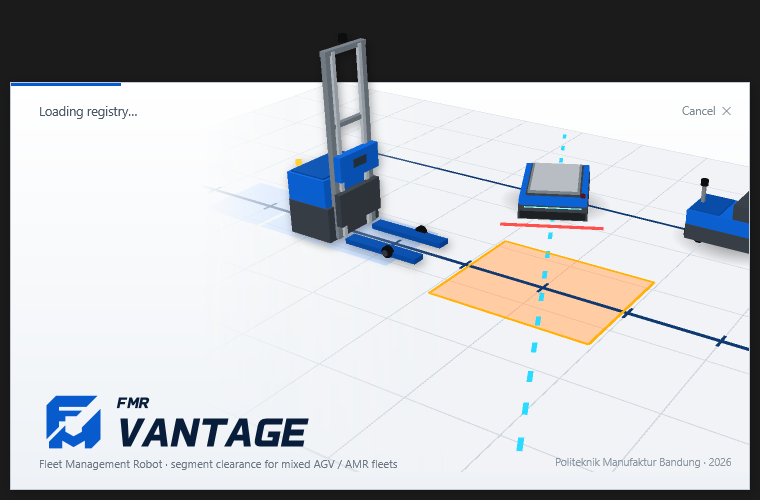 Loading registry...
Cancel ×
FMR
VANTAGE
Fleet Management Robot · segment clearance for mixed AGV / AMR fleets
Politeknik Manufaktur Bandung · 2026